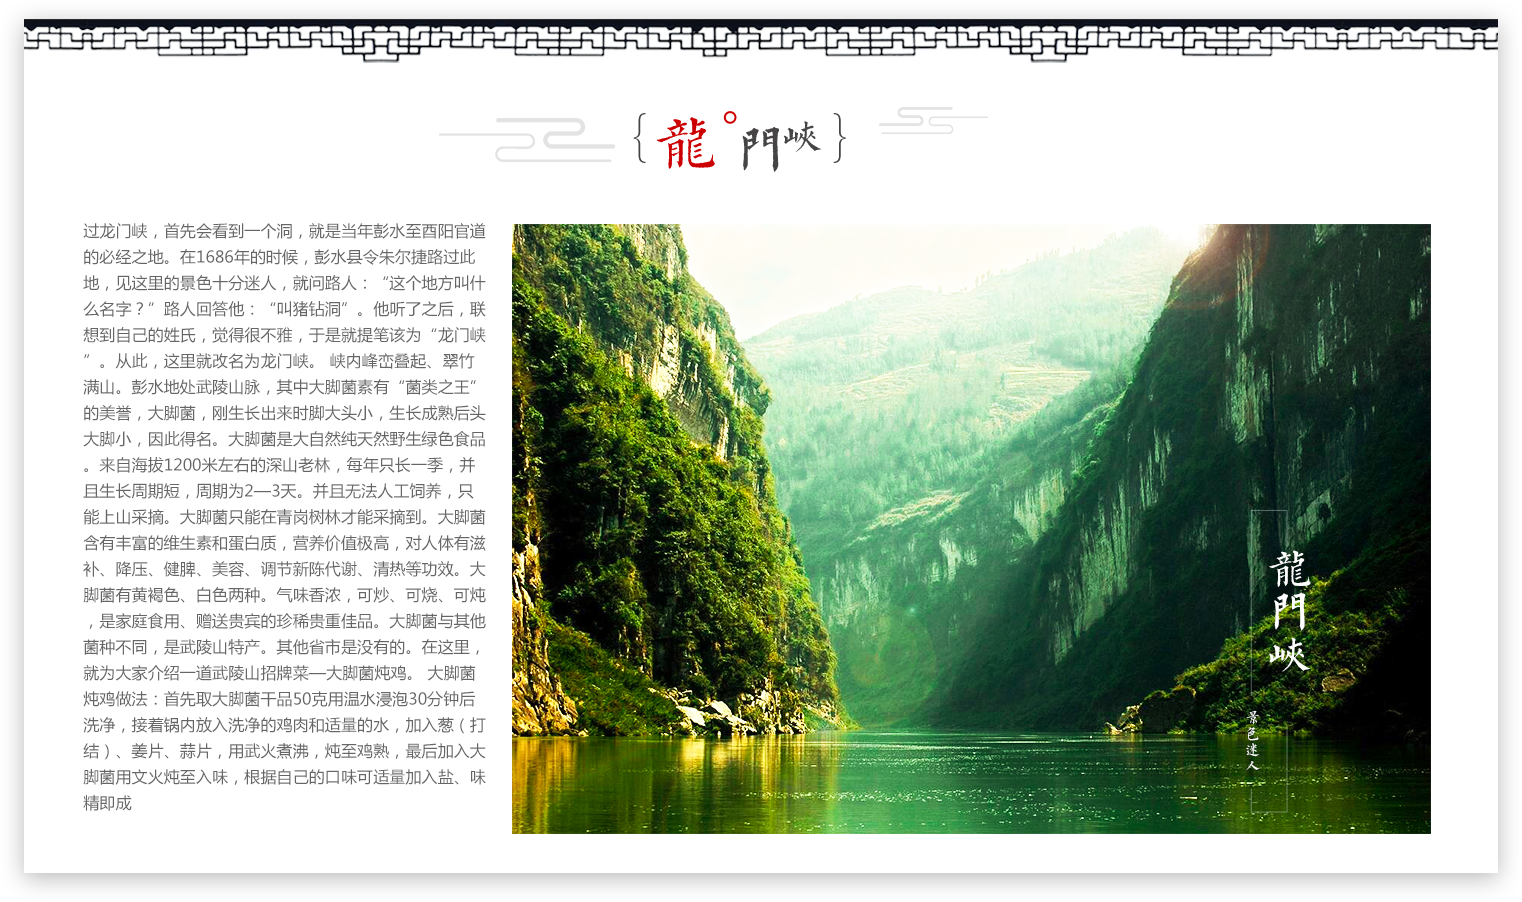 {龍門峽}
过龙门峡，首先会看到一个洞，就是当年彭水至酉阳官道
的必经之地。在1686年的时候，彭水县令朱尔捷路过此
地，见这里的景色十分迷人，就问路人：“这个地方叫什
么名字？”路人回答他：“叫猪钻洞”。他听了之后，联
想到自己的姓氏，觉得很不雅，于是就提笔该为“龙门峡
”。从此，这里就改名为龙门峡。 峡内峰峦叠起、翠竹
满山。彭水地处武陵山脉，其中大脚菌素有“菌类之王”
的美誉，大脚菌，刚生长出来时脚大头小，生长成熟后头
大脚小，因此得名。大脚菌是大自然纯天然野生绿色食品
。来自海拔1200米左右的深山老林，每年只长一季，并
且生长周期短，周期为2—3天。并且无法人工饲养，只
能上山采摘。大脚菌只能在青岗树林才能采摘到。大脚菌
含有丰富的维生素和蛋白质，营养价值极高，对人体有滋
补、降压、健脾、美容、调节新陈代谢、清热等功效。大
脚菌有黄褐色、白色两种。气味香浓，可炒、可烧、可炖
，是家庭食用、赠送贵宾的珍稀贵重佳品。大脚菌与其他
菌种不同，是武陵山特产。其他省市是没有的。在这里，
就为大家介绍一道武陵山招牌菜—大脚菌炖鸡。 大脚菌
炖鸡做法：首先取大脚菌干品50克用温水浸泡30分钟后
洗净，接着锅内放入洗净的鸡肉和适量的水，加入葱（打
结）、姜片、蒜片，用武火煮沸，炖至鸡熟，最后加入大
脚菌用文火炖至入味，根据自己的口味可适量加入盐、味
精即成
龍門峽
景色迷人